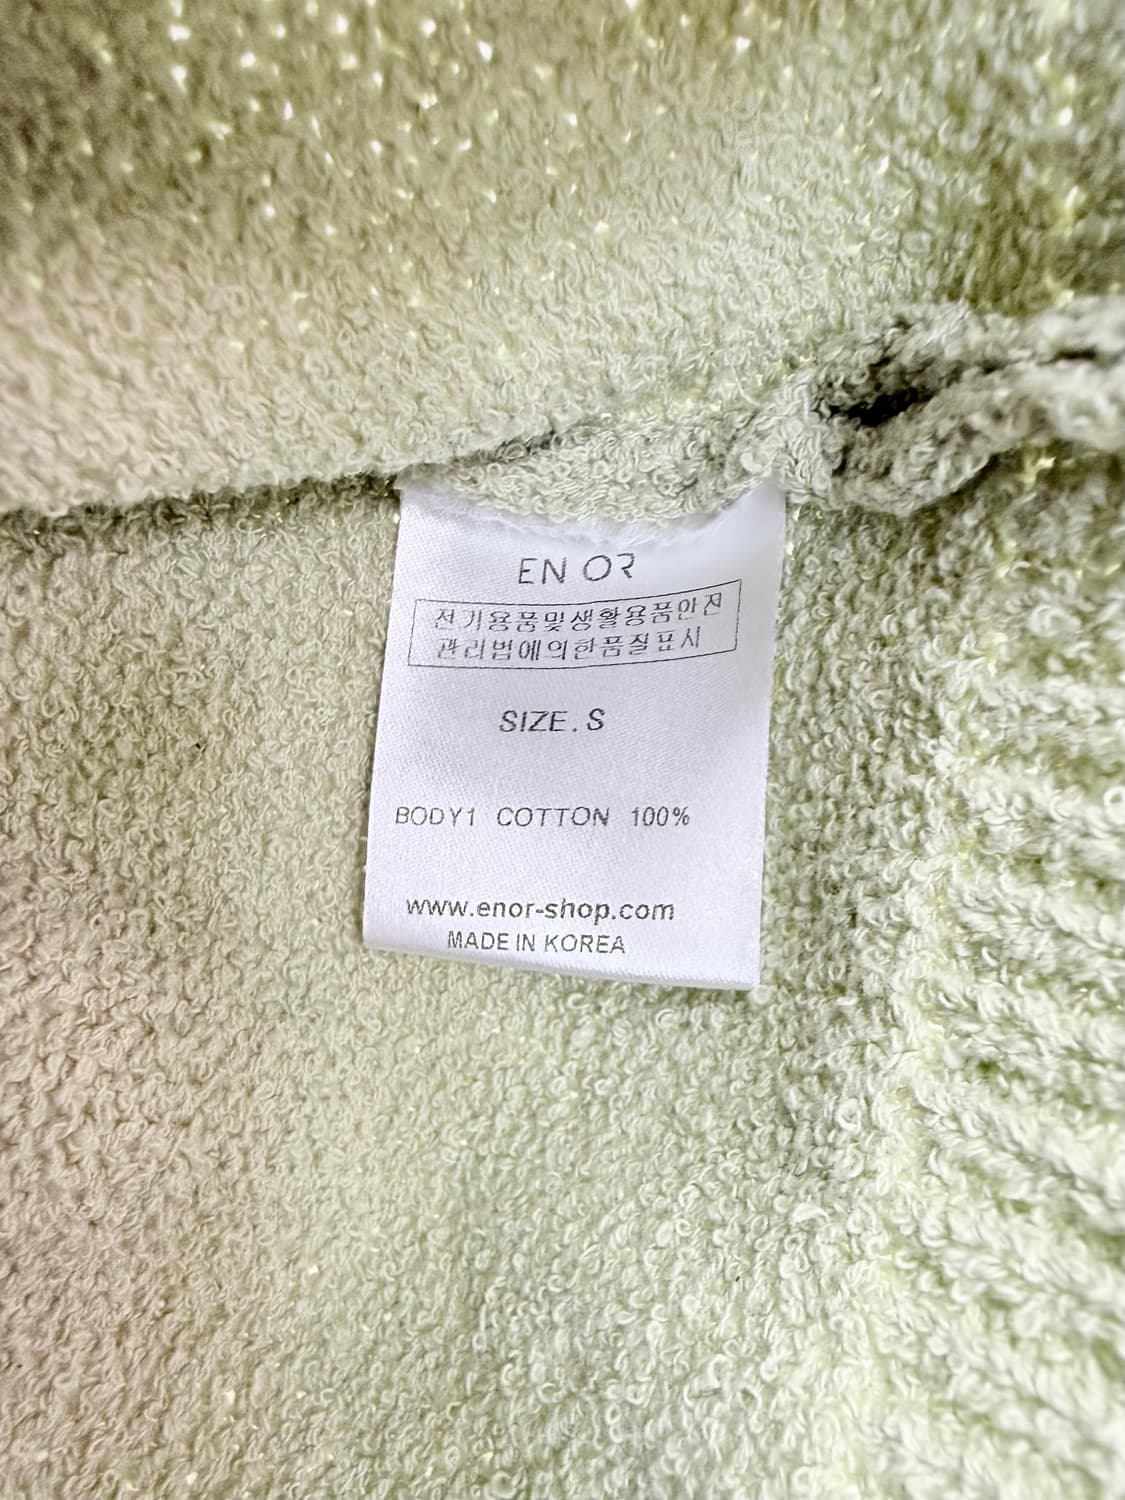 EN OR
전기용품및생활용품안전
관리법에의한품질표시
SIZE.S
BODY1 COTTON 100%
www.enor-shop.com
MADE IN KOREA